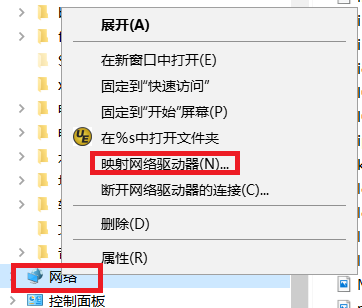 展开(A)
在新窗口中打开(E)
固定到"快速访问"
固定到"开始"屏幕(P)
UE 在%s中打开文件夹
映射网络驱动器(N)...
断开网络驱动器的连接(C)...
删除(D)
属性(R)
网络
控制面板